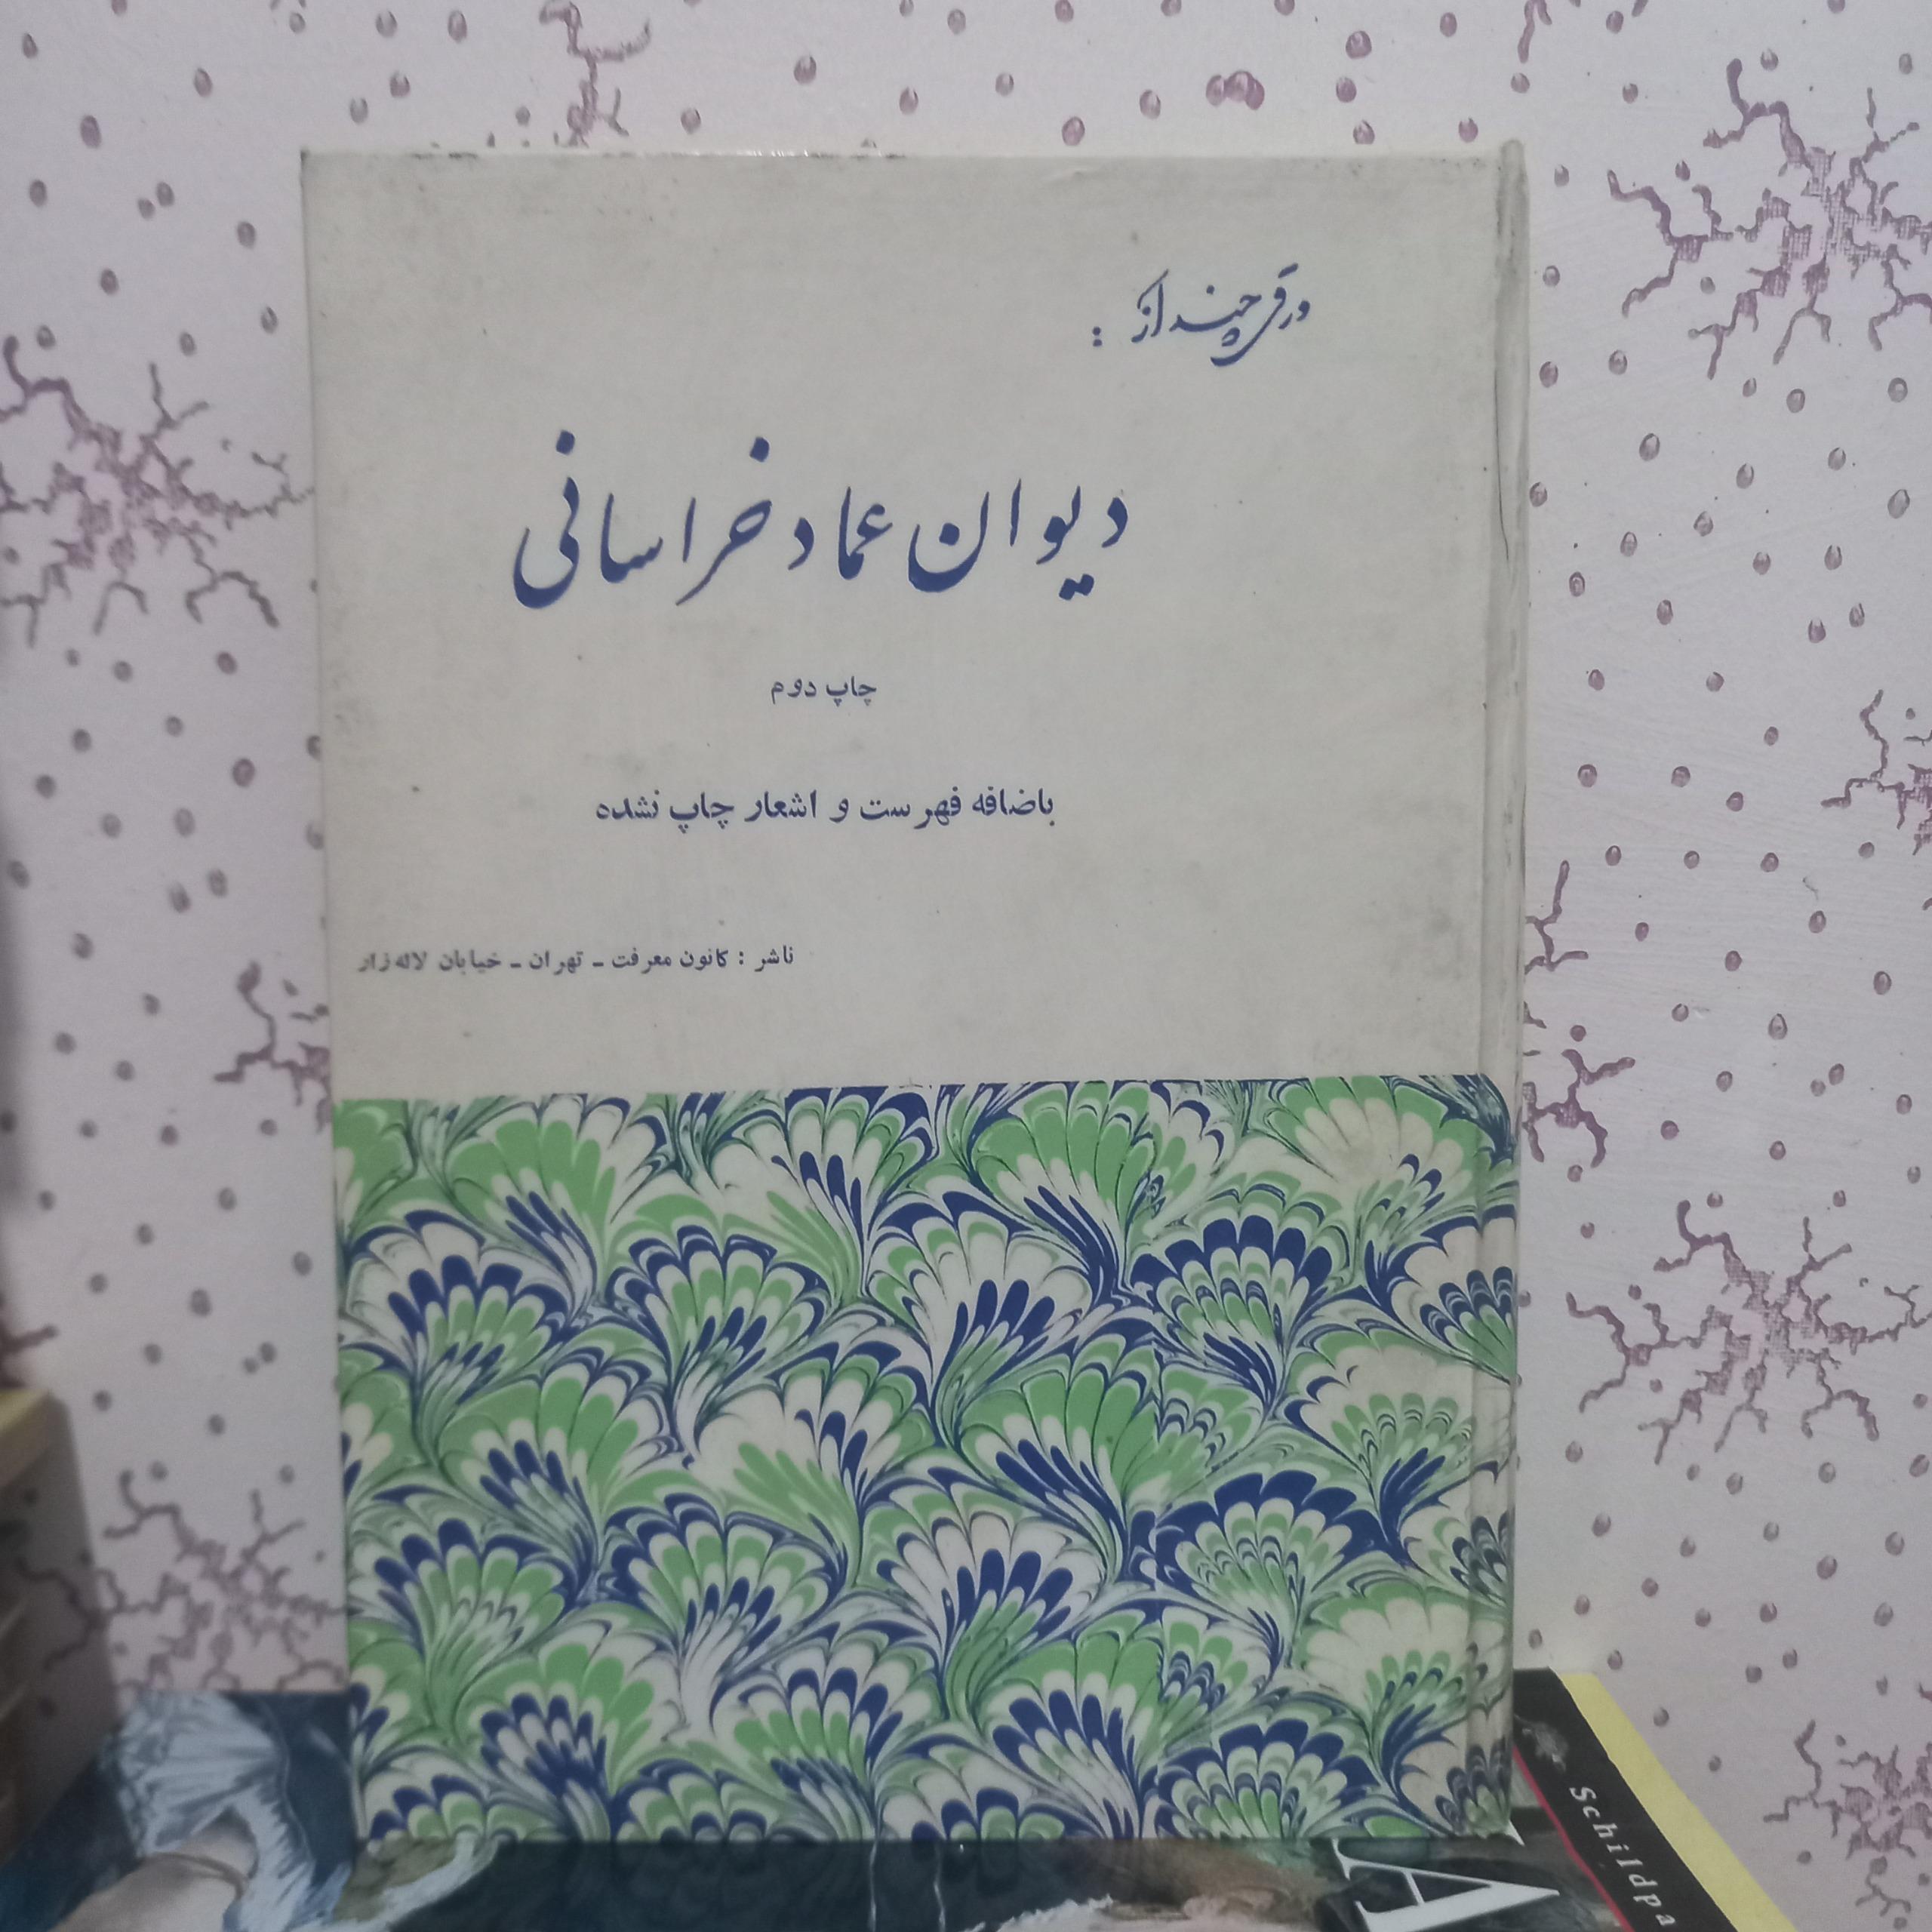 ورقی چند از :
دیوان عماد خراسانی
چاپ دوم
باضافه فهرست و اشعار چاپ نشده
ناشر : کانون معرفت - تهران - خیابان لاله‌زار
Schildpa
A